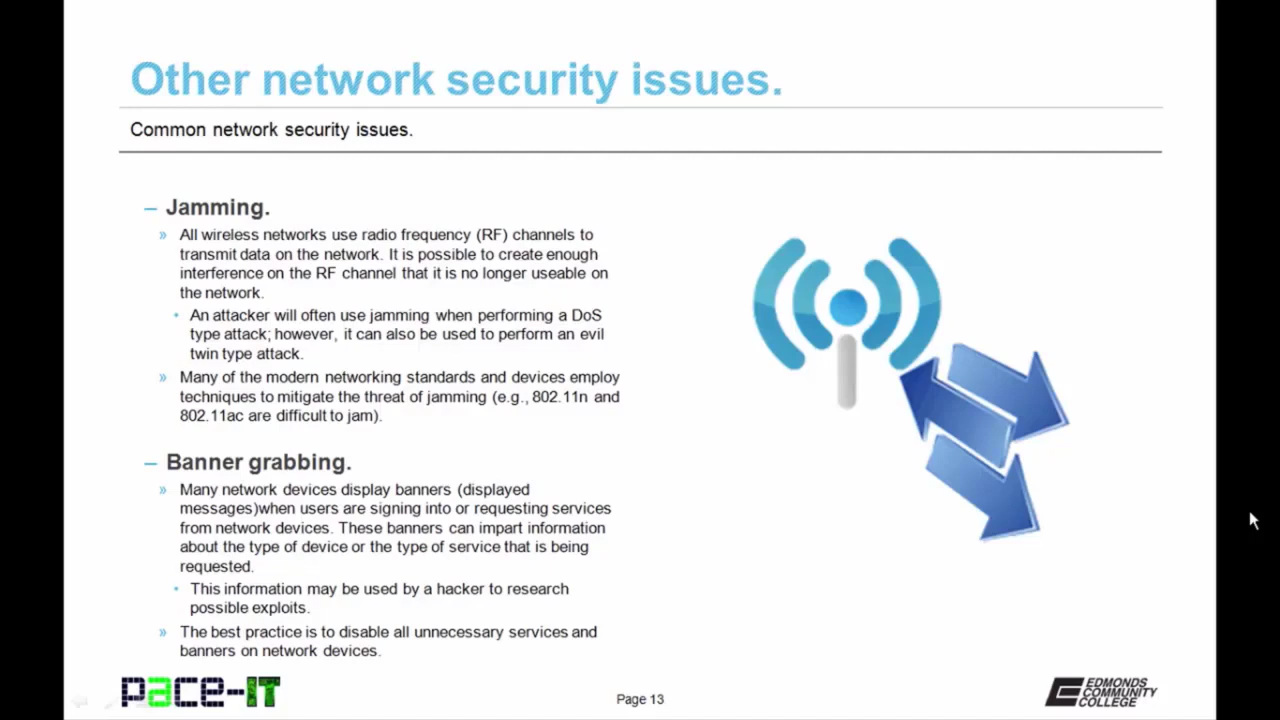 Other network security issues.
Common network security issues.
– Jamming.
» All wireless networks use radio frequency (RF) channels to
transmit data on the network. It is possible to create enough
interference on the RF channel that it is no longer useable on
the network.
• An attacker will often use jamming when performing a DoS
type attack; however, it can also be used to perform an evil
twin type attack.
» Many of the modern networking standards and devices employ
techniques to mitigate the threat of jamming (e.g., 802.11n and
802.11ac are difficult to jam).
– Banner grabbing.
» Many network devices display banners (displayed
messages)when users are signing into or requesting services
from network devices. These banners can impart information
about the type of device or the type of service that is being
requested.
• This information may be used by a hacker to research
possible exploits.
» The best practice is to disable all unnecessary services and
banners on network devices.
pace-IT
Page 13
EDMONDS
COMMUNITY
COLLEGE